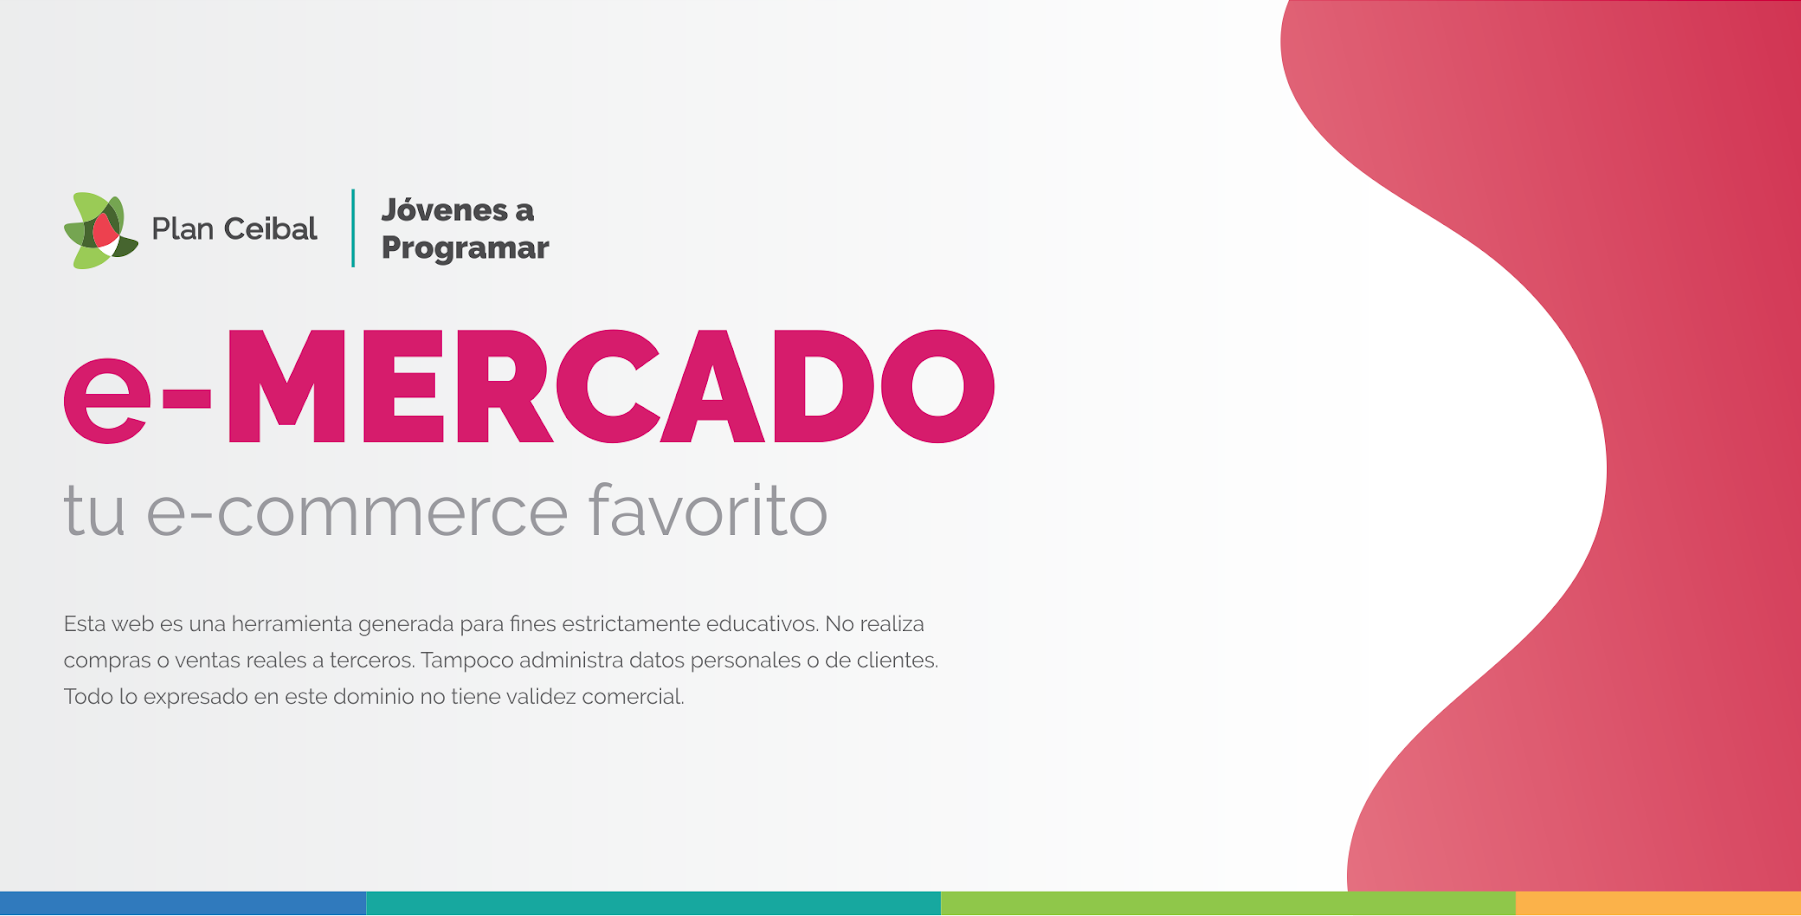 Plan Ceibal
Jóvenes a
Programar
e-MERCADO
tu e-commerce favorito
Esta web es una herramienta generada para fines estrictamente educativos. No realiza
compras o ventas reales a terceros. Tampoco administra datos personales o de clientes.
Todo lo expresado en este dominio no tiene validez comercial.